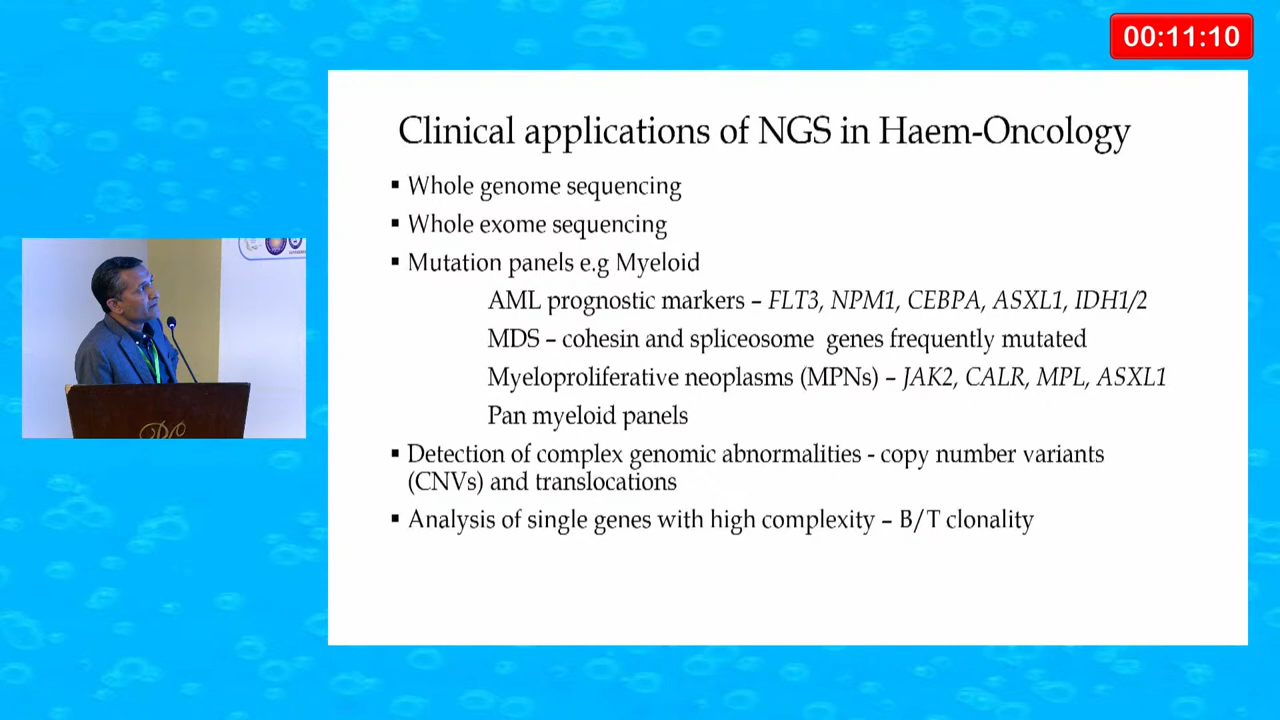 00:11:10
Clinical applications of NGS in Haem-Oncology
▪ Whole genome sequencing
▪ Whole exome sequencing
▪ Mutation panels e.g Myeloid
AML prognostic markers – FLT3, NPM1, CEBPA, ASXL1, IDH1/2
MDS – cohesin and spliceosome genes frequently mutated
Myeloproliferative neoplasms (MPNs) – JAK2, CALR, MPL, ASXL1
Pan myeloid panels
▪ Detection of complex genomic abnormalities - copy number variants
(CNVs) and translocations
▪ Analysis of single genes with high complexity – B/T clonality